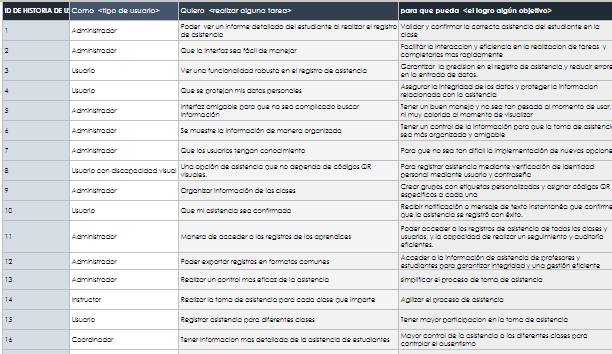 ID DE HISTORIA DE US Como <tipo de usuario> Quiero <realizar alguna tarea> para que pueda <el logro algún objetivo>
1 Administrador Poder ver un informe detallado del estudiante al realizar el registro de asistencia Validar y confirmar la correcta asistencia del estudiante en la clase
2 Administrador Que la interfaz sea fácil de manejar Facilitar la interaccion y eficiencia en la realizacion de tareas y completarlas mas rapidamente
3 Usuario Ver una funcionalidad robusta en el registro de asistencia Garantizar la precision en el registro de asistencia y reducir errores en la entrada de datos.
4 Usuario Que se protejan mis datos personales Asegurar la integridad de los datos y proteger la informacion relacionada con la asistencia
5 Administrador Interfaz amigable para que no sea complicado buscar información Tener un buen manejo y no sea tan pesada al momento de usar, ni muy colorida al momento de visualizar
6 Administrador Se muestre la información de manera organizada Tener un control de la información para que la toma de asistencia sea más organizada y amigable
7 Administrador Que los usuarios tengan conocimiento Para que no sea tan dificil la implementación de nuevas opciones
8 Usuario con discapacidad visual Una opción de asistencia que no dependa de códigos QR visuales. Para registrar asistencia mediante verificación de identidad personal mediante usuario y contraseña
9 Administrador Organizar información de las clases Crear grupos con etiquetas personalizados y asignar códigos QR específicos a cada una
10 Usuario Que mi asistencia sea confirmada Recibir notificación o mensaje de texto instantánea que confirme que la asistencia se registró con éxito.
11 Administrador Manera de acceder a los registros de los aprendices Poder acceder a los registros de asistencia de todas las clases y usuarios, y la capacidad de realizar un seguimiento y auditoría eficientes.
12 Administrador Poder exportar registros en formatos comunes Acceder a la información de asistencia de profesores y estudiantes para garantizar integridad y una gestión eficiente
13 Administrador Realizar un control mas eficaz de la asistencia simplificar el proceso de toma de asistencia
14 Instructor Realizar la toma de asistencia para cada clase que imparte Agilizar el proceso de asistencia
15 Usuario Registrar asistencia para diferentes clases Tener mayor participacion en la toma de asistencia
16 Coordinador Tener informacion mas detallada de la asistencia de estudiantes Mayor control de la asistencia a las diferentes clases para controlar el ausentismo